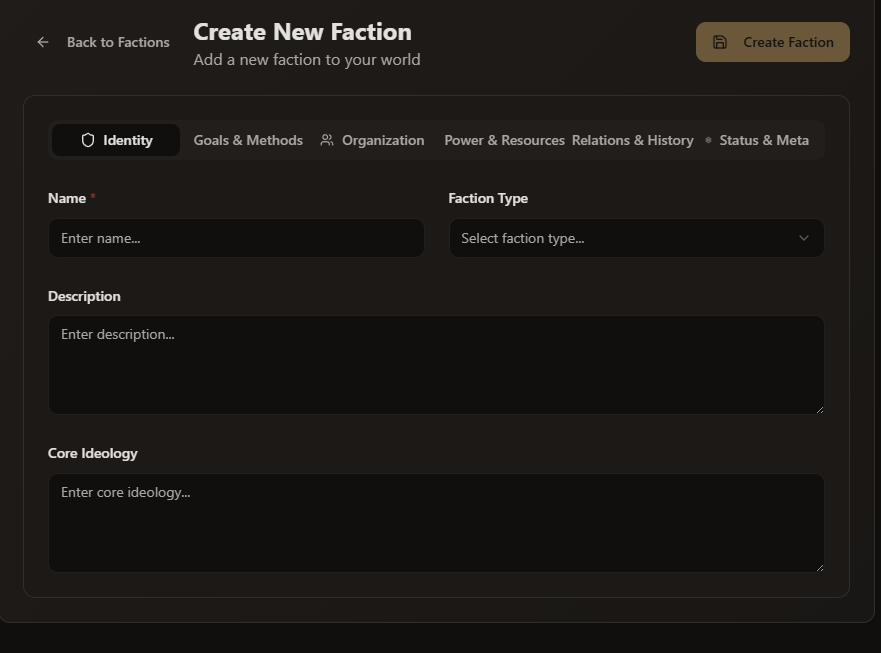 Back to Factions
Create New Faction
Add a new faction to your world
Create Faction
Identity
Goals & Methods
Organization
Power & Resources
Relations & History
Status & Meta
Name *
Faction Type
Enter name...
Select faction type...
Description
Enter description...
Core Ideology
Enter core ideology...